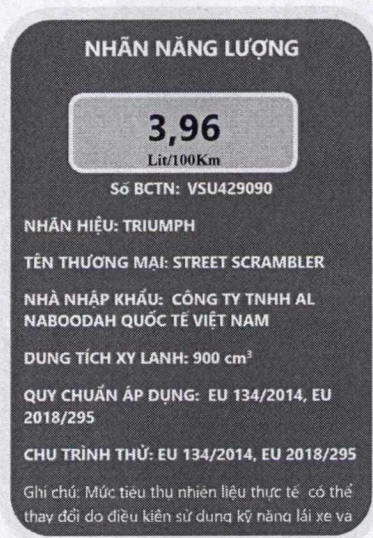 NHÃN NĂNG LƯỢNG
3,96
Lit/100Km
Số BCTN: VSU429090
NHÃN HIỆU: TRIUMPH
TÊN THƯƠNG MẠI: STREET SCRAMBLER
NHÀ NHẬP KHẨU: CÔNG TY TNHH AL
NABOODAH QUỐC TẾ VIỆT NAM
DUNG TÍCH XY LANH: 900 cm³
QUY CHUẨN ÁP DỤNG: EU 134/2014, EU
2018/295
CHU TRÌNH THỬ: EU 134/2014, EU 2018/295
Ghi chú: Mức tiêu thụ nhiên liệu thực tế có thể
thay đổi do điều kiện sử dụng kỹ năng lái xe và